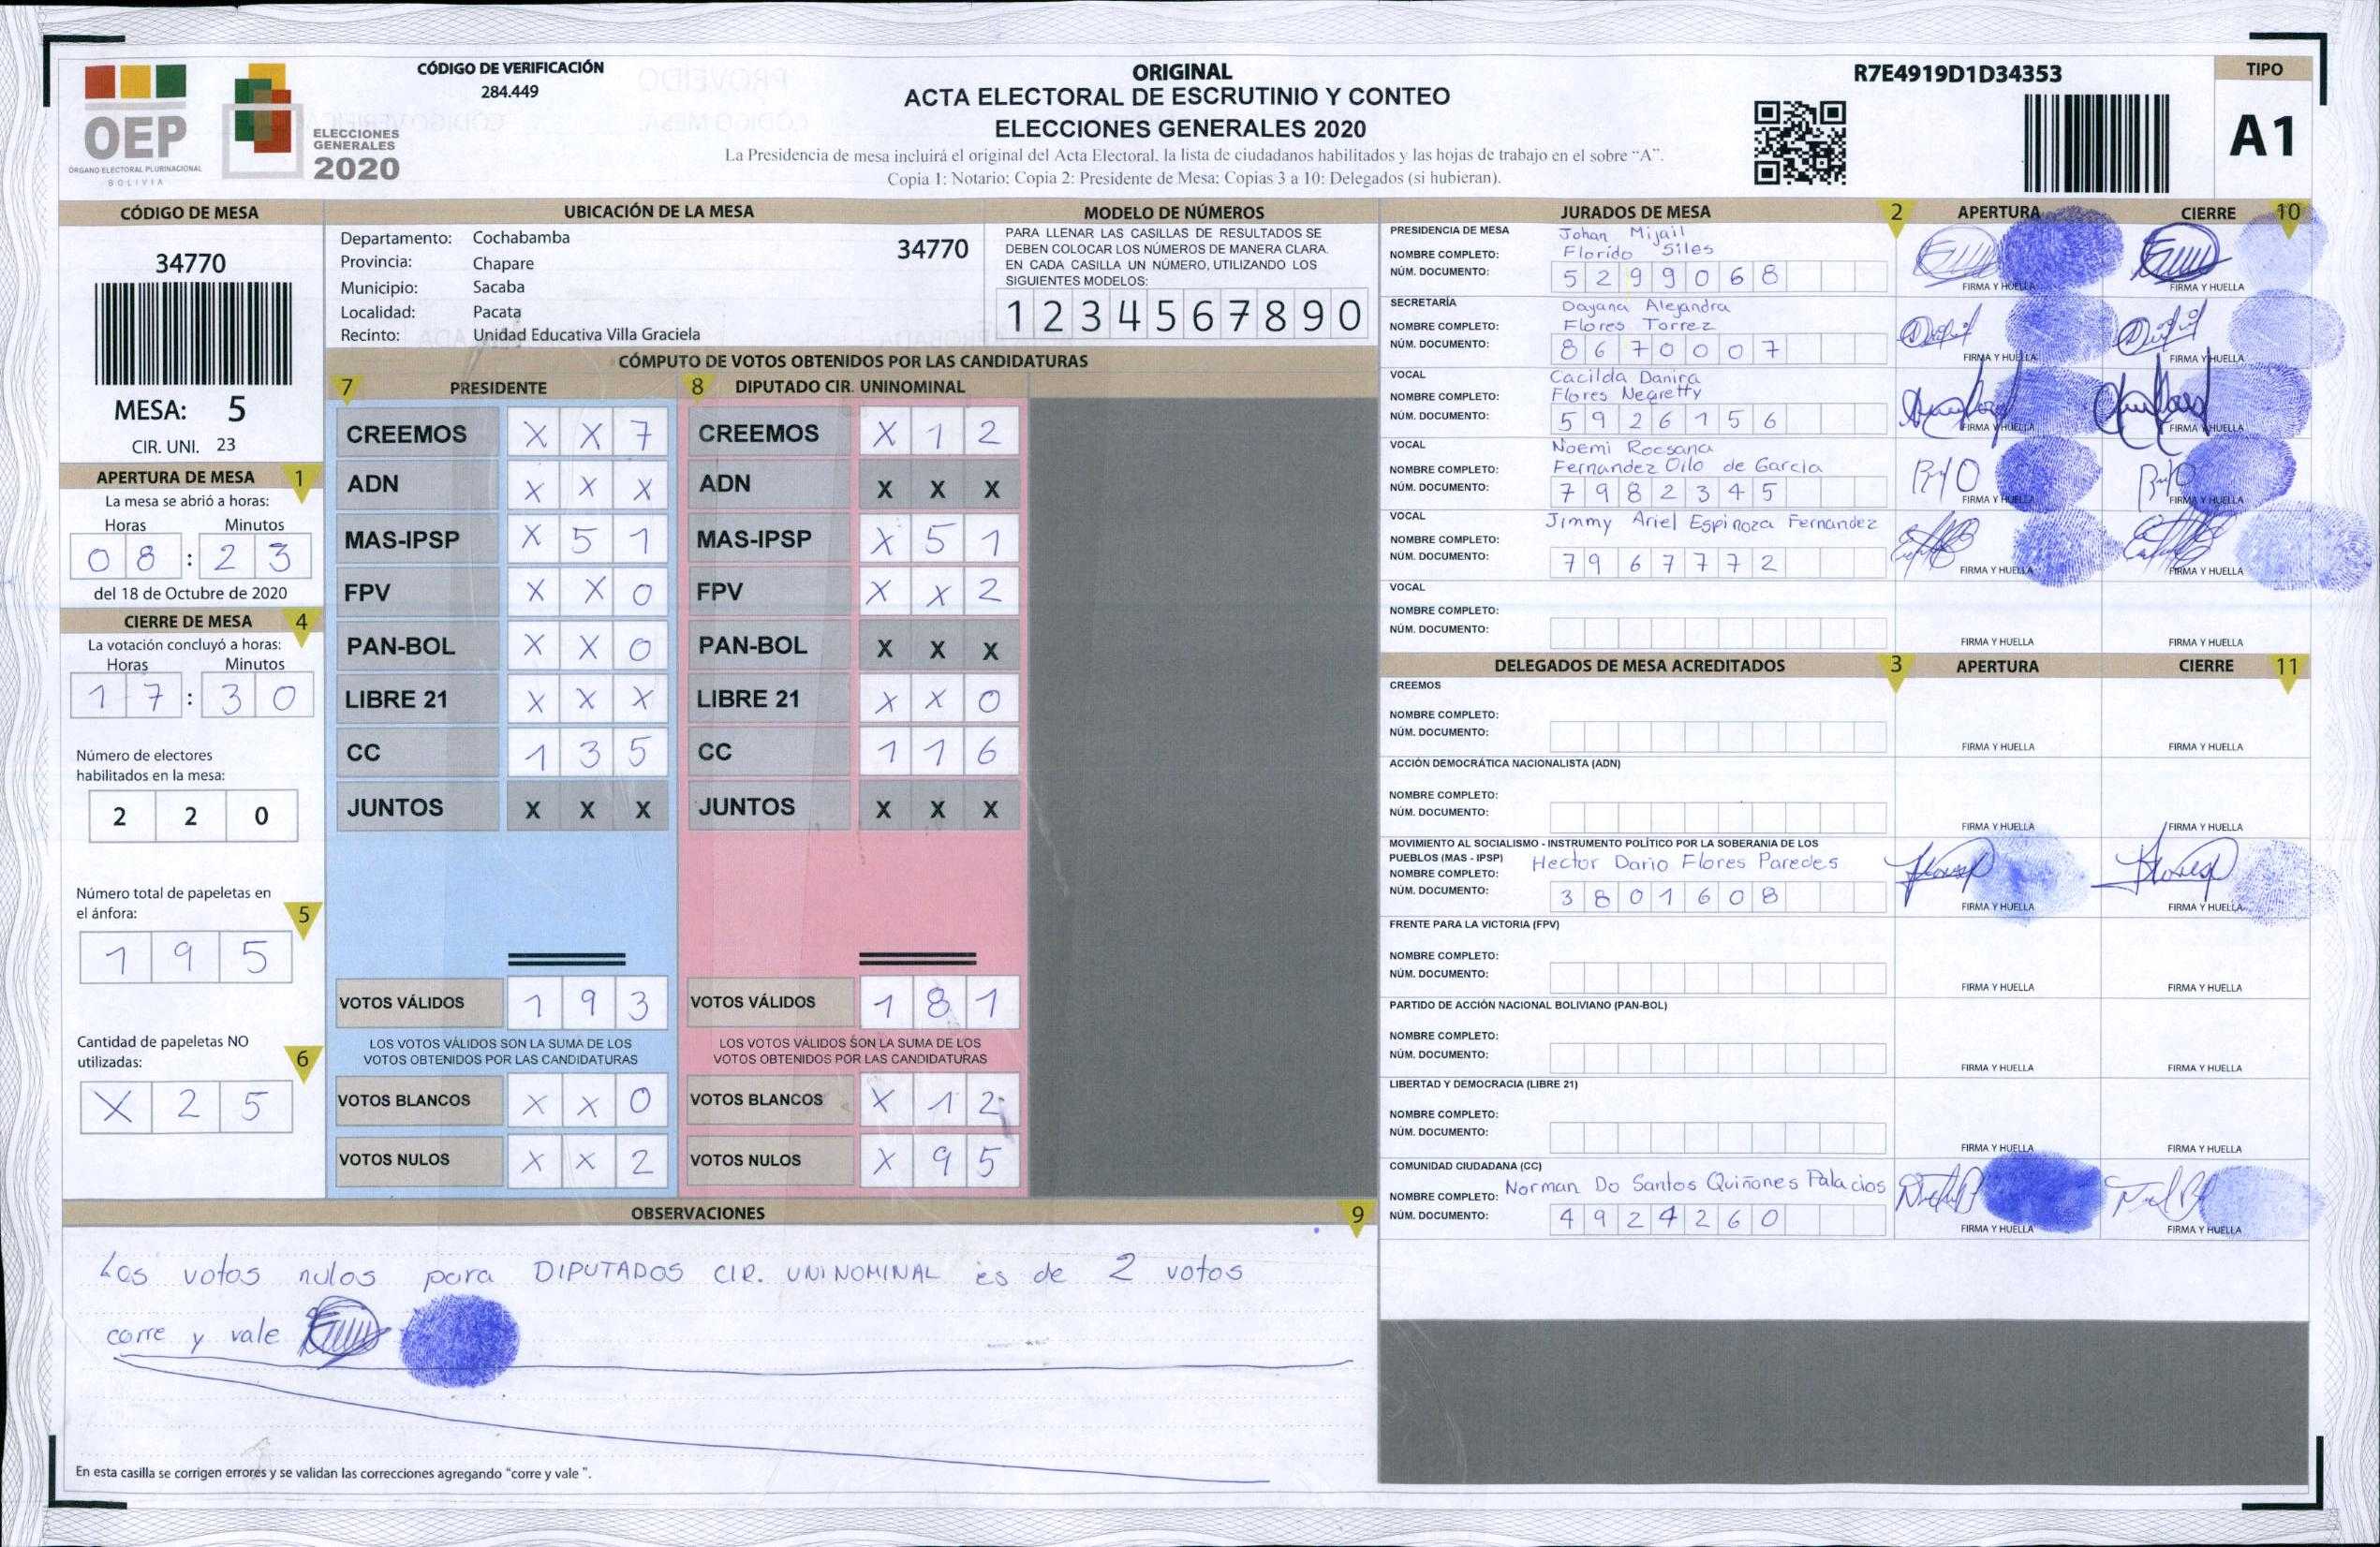 CÓDIGO DE VERIFICACIÓN
284.449
OEP
ÓRGANO ELECTORAL PLURINACIONAL
BOLIVIA
ELECCIONES
GENERALES
2020
ORIGINAL
ACTA ELECTORAL DE ESCRUTINIO Y CONTEO
ELECCIONES GENERALES 2020
La Presidencia de mesa incluirá el original del Acta Electoral, la lista de ciudadanos habilitados y las hojas de trabajo en el sobre “A”.
Copia 1: Notario; Copia 2: Presidente de Mesa; Copias 3 a 10: Delegados (si hubieran).
R7E4919D1D34353
TIPO
A1
CÓDIGO DE MESA
34770
MESA: 5
CIR. UNI. 23
APERTURA DE MESA 1
La mesa se abrió a horas:
Horas Minutos
0 8 : 2 3
del 18 de Octubre de 2020
CIERRE DE MESA 4
La votación concluyó a horas:
Horas Minutos
1 7 : 3 0
Número de electores
habilitados en la mesa:
2 2 0
Número total de papeletas en
el ánfora: 5
1 9 5
Cantidad de papeletas NO
utilizadas: 6
X 2 5
UBICACIÓN DE LA MESA
Departamento: Cochabamba 34770
Provincia: Chapare
Municipio: Sacaba
Localidad: Pacata
Recinto: Unidad Educativa Villa Graciela
MODELO DE NÚMEROS
PARA LLENAR LAS CASILLAS DE RESULTADOS SE
DEBEN COLOCAR LOS NÚMEROS DE MANERA CLARA.
EN CADA CASILLA UN NÚMERO, UTILIZANDO LOS
SIGUIENTES MODELOS:
1 2 3 4 5 6 7 8 9 0
CÓMPUTO DE VOTOS OBTENIDOS POR LAS CANDIDATURAS
7 PRESIDENTE
CREEMOS X X 7
ADN X X X
MAS-IPSP X 5 1
FPV X X 0
PAN-BOL X X 0
LIBRE 21 X X X
CC 1 3 5
JUNTOS X X X
VOTOS VÁLIDOS 1 9 3
LOS VOTOS VÁLIDOS SON LA SUMA DE LOS
VOTOS OBTENIDOS POR LAS CANDIDATURAS
VOTOS BLANCOS X X 0
VOTOS NULOS X X 2
8 DIPUTADO CIR. UNINOMINAL
CREEMOS X 1 2
ADN X X X
MAS-IPSP X 5 1
FPV X X 2
PAN-BOL X X X
LIBRE 21 X X 0
CC 1 1 6
JUNTOS X X X
VOTOS VÁLIDOS 1 8 1
LOS VOTOS VÁLIDOS SON LA SUMA DE LOS
VOTOS OBTENIDOS POR LAS CANDIDATURAS
VOTOS BLANCOS X 1 2
VOTOS NULOS X 9 5
OBSERVACIONES 9
Los votos nulos para DIPUTADOS CIR. UNINOMINAL es de 2 votos
corre y vale
En esta casilla se corrigen errores y se validan las correcciones agregando “corre y vale ”.
JURADOS DE MESA 2 APERTURA CIERRE 10
PRESIDENCIA DE MESA Johan Mijail
NOMBRE COMPLETO: Florido Siles
NÚM. DOCUMENTO: 5 2 9 9 0 6 8
FIRMA Y HUELLA FIRMA Y HUELLA
SECRETARÍA Dayana Alejandra
NOMBRE COMPLETO: Flores Torrez
NÚM. DOCUMENTO: 8 6 7 0 0 0 7
FIRMA Y HUELLA FIRMA Y HUELLA
VOCAL Cacilda Danira
NOMBRE COMPLETO: Flores Negretty
NÚM. DOCUMENTO: 5 9 2 6 1 5 6
FIRMA Y HUELLA FIRMA Y HUELLA
VOCAL Noemi Rocsana
NOMBRE COMPLETO: Fernandez Oilo de Garcia
NÚM. DOCUMENTO: 7 9 8 2 3 4 5
FIRMA Y HUELLA FIRMA Y HUELLA
VOCAL Jimmy Ariel Espinoza Fernandez
NOMBRE COMPLETO:
NÚM. DOCUMENTO: 7 9 6 7 7 7 2
FIRMA Y HUELLA FIRMA Y HUELLA
VOCAL
NOMBRE COMPLETO:
NÚM. DOCUMENTO:
FIRMA Y HUELLA FIRMA Y HUELLA
DELEGADOS DE MESA ACREDITADOS 3 APERTURA CIERRE 11
CREEMOS
NOMBRE COMPLETO:
NÚM. DOCUMENTO:
FIRMA Y HUELLA FIRMA Y HUELLA
ACCIÓN DEMOCRÁTICA NACIONALISTA (ADN)
NOMBRE COMPLETO:
NÚM. DOCUMENTO:
FIRMA Y HUELLA FIRMA Y HUELLA
MOVIMIENTO AL SOCIALISMO - INSTRUMENTO POLÍTICO POR LA SOBERANIA DE LOS
PUEBLOS (MAS - IPSP) Hector Dario Flores Paredes
NOMBRE COMPLETO:
NÚM. DOCUMENTO: 3 8 0 1 6 0 8
FIRMA Y HUELLA FIRMA Y HUELLA
FRENTE PARA LA VICTORIA (FPV)
NOMBRE COMPLETO:
NÚM. DOCUMENTO:
FIRMA Y HUELLA FIRMA Y HUELLA
PARTIDO DE ACCIÓN NACIONAL BOLIVIANO (PAN-BOL)
NOMBRE COMPLETO:
NÚM. DOCUMENTO:
FIRMA Y HUELLA FIRMA Y HUELLA
LIBERTAD Y DEMOCRACIA (LIBRE 21)
NOMBRE COMPLETO:
NÚM. DOCUMENTO:
FIRMA Y HUELLA FIRMA Y HUELLA
COMUNIDAD CIUDADANA (CC)
NOMBRE COMPLETO: Norman Do Santos Quiñones Palacios
NÚM. DOCUMENTO: 4 9 2 4 2 6 0
FIRMA Y HUELLA FIRMA Y HUELLA